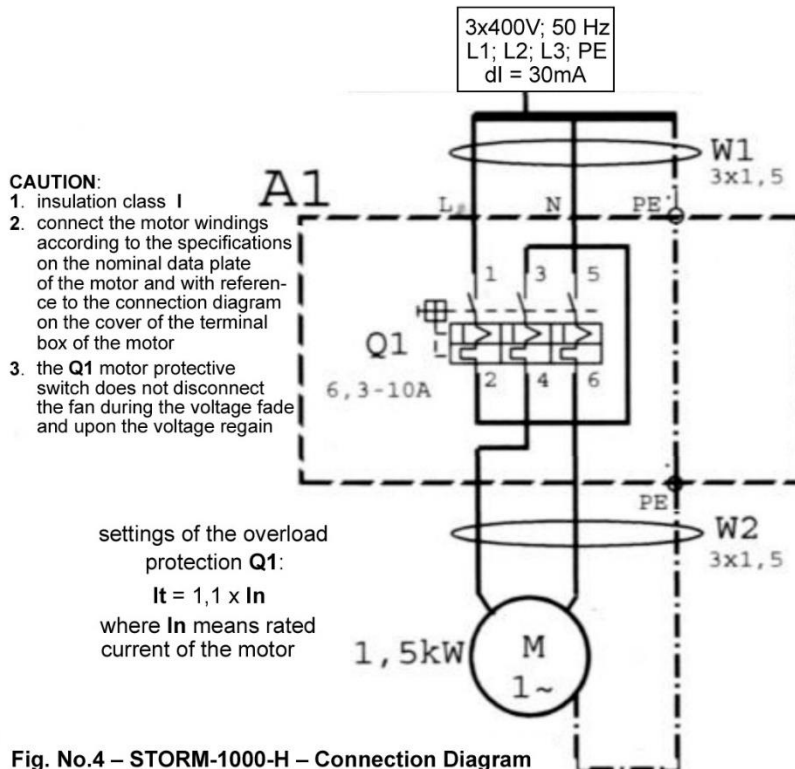 3x400V; 50 Hz
L1; L2; L3; PE
dI = 30mA
W1
3x1,5
CAUTION:
1. insulation class I
2. connect the motor windings
according to the specifications
on the nominal data plate
of the motor and with referen-
ce to the connection diagram
on the cover of the terminal
box of the motor
3. the Q1 motor protective
switch does not disconnect
the fan during the voltage fade
and upon the voltage regain
A1
L N PE
1 3 5
Q1
6,3-10A
2 4 6
PE
W2
3x1,5
settings of the overload
protection Q1:
It = 1,1 x In
where In means rated
current of the motor
1,5kW
M
1~
Fig. No.4 – STORM-1000-H – Connection Diagram